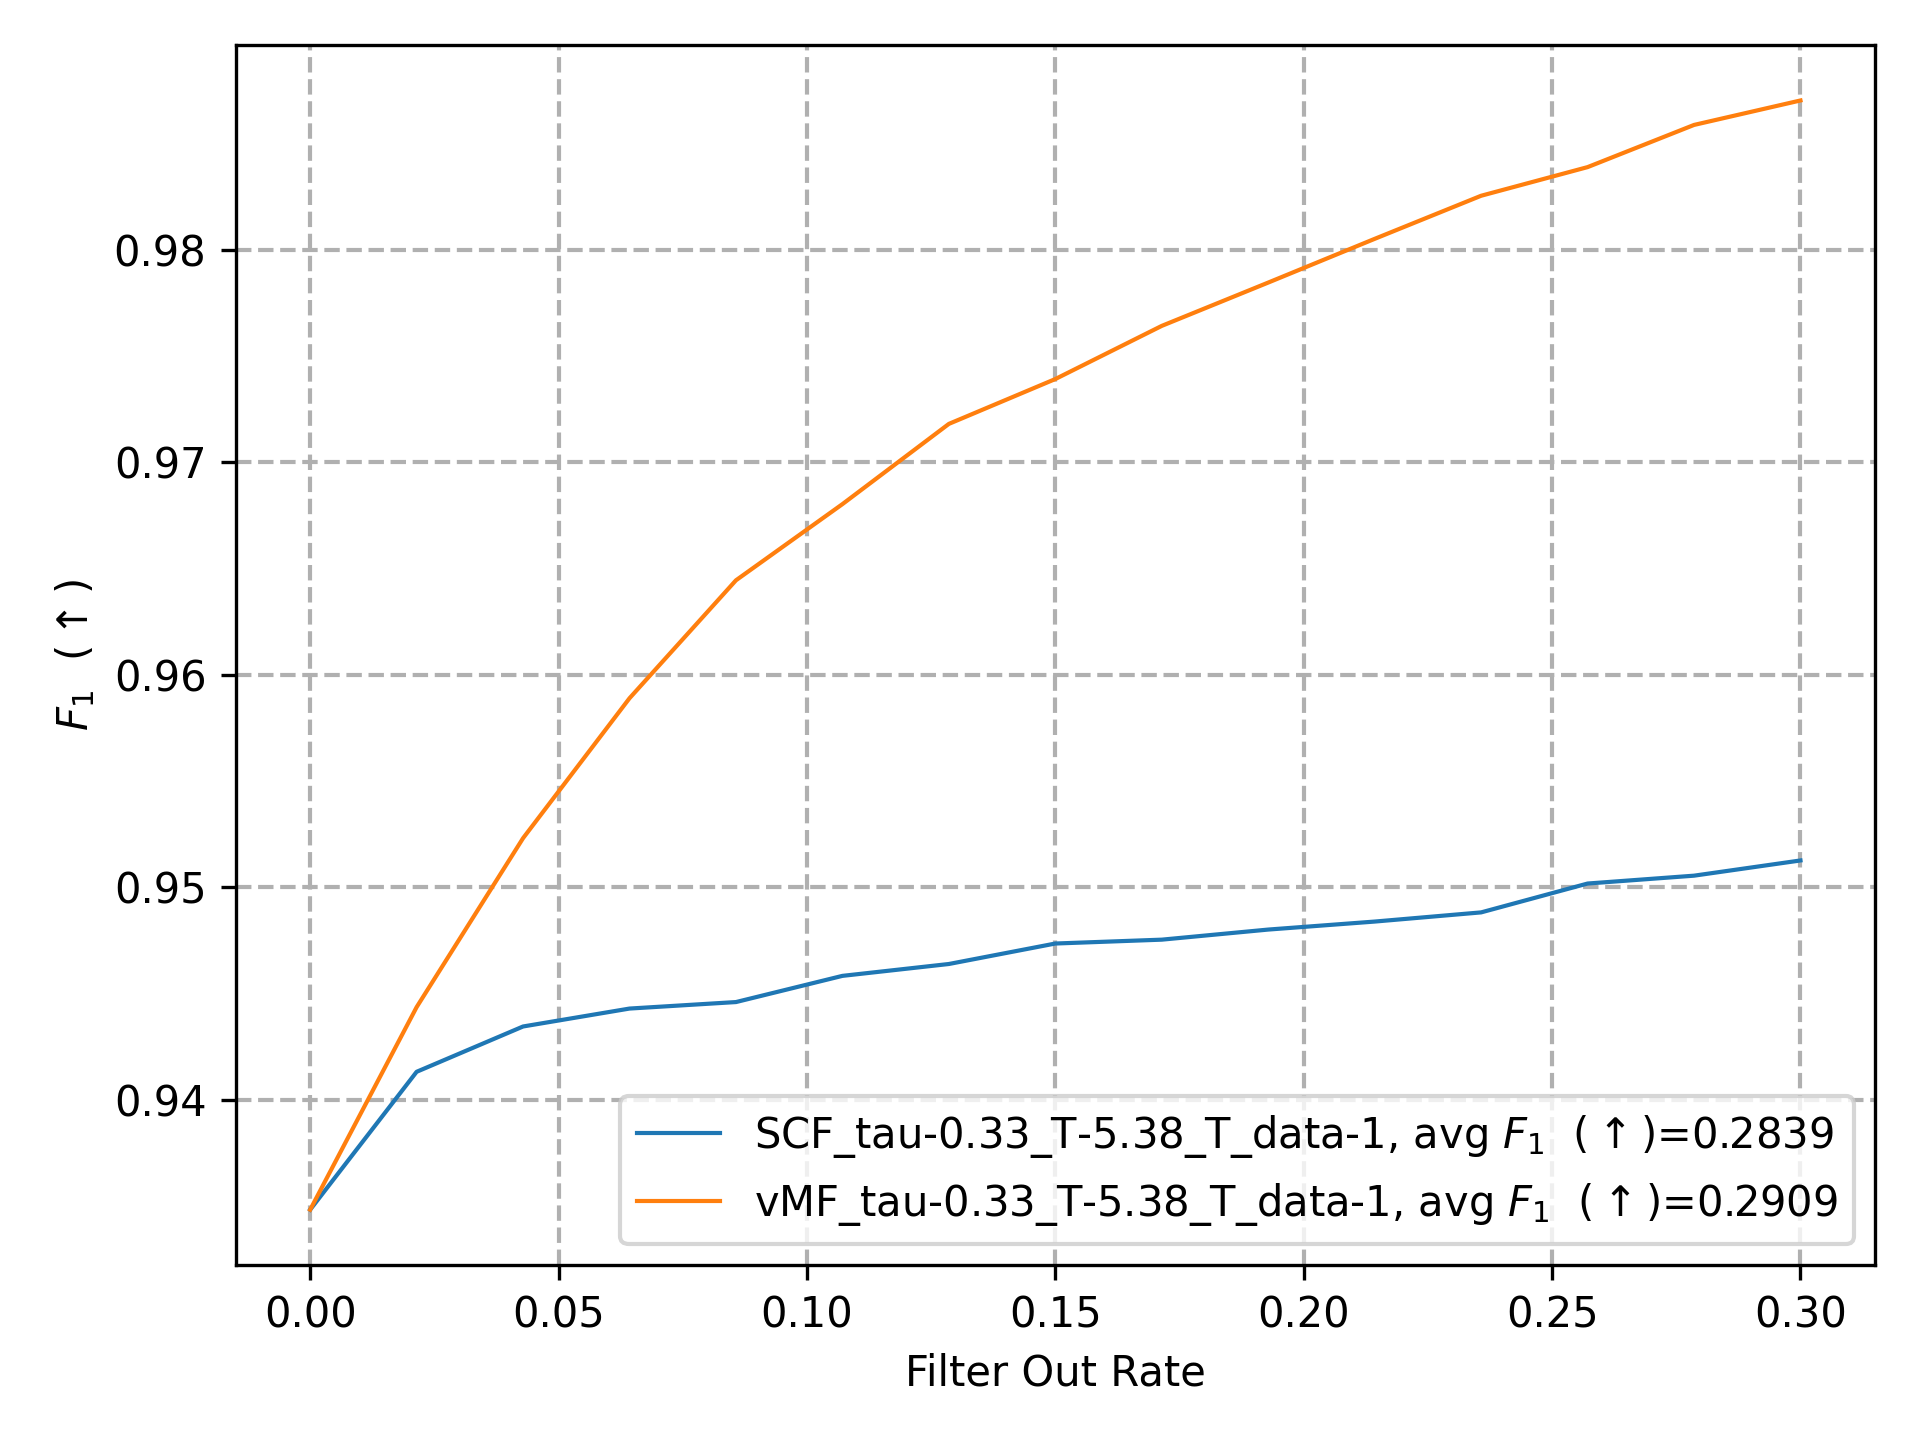 0.98
0.97
0.96
0.95
0.94
F1 (↑)
SCF_tau-0.33_T-5.38_T_data-1, avg F1 (↑)=0.2839
vMF_tau-0.33_T-5.38_T_data-1, avg F1 (↑)=0.2909
0.00 0.05 0.10 0.15 0.20 0.25 0.30
Filter Out Rate